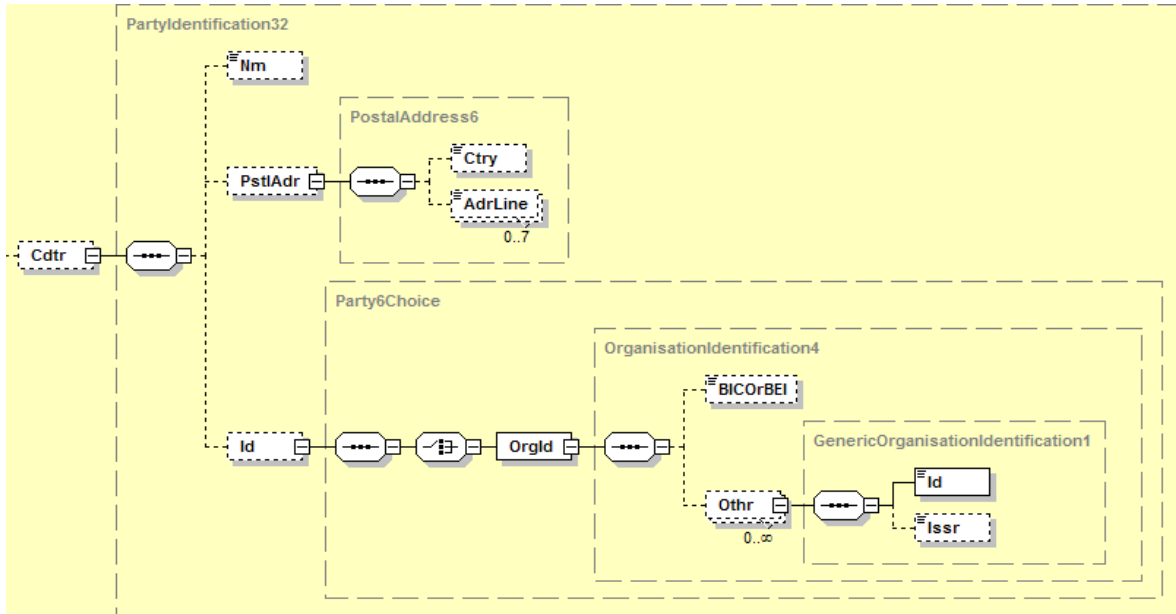 PartyIdentification32
Nm
PostalAddress6
Ctry
PstlAdr
AdrLine
0..7
Cdtr
Party6Choice
OrganisationIdentification4
BICOrBEI
GenericOrganisationIdentification1
Id
OrgId
Id
Othr
0..∞
Issr